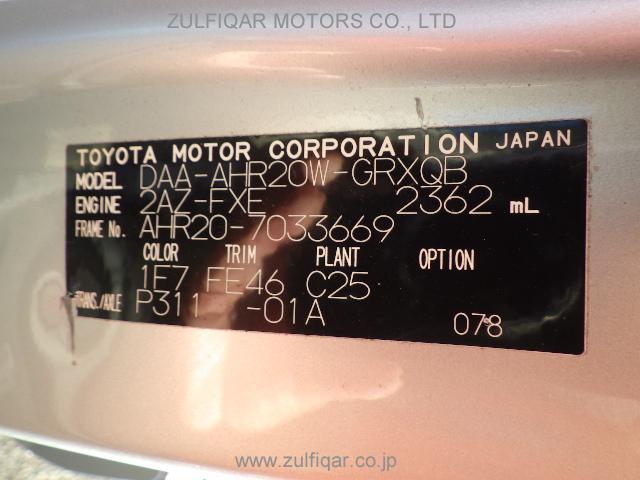 ZULFIQAR MOTORS CO., LTD
TOYOTA MOTOR CORPORATION JAPAN
MODEL DAA-AHR20W-GRXQB
ENGINE 2AZ-FXE 2362 mL
FRAME No. AHR20-7033669
COLOR TRIM PLANT OPTION
1E7 FE46 C25
TRANS./AXLE P311 -01A
078
www.zulfiqar.co.jp